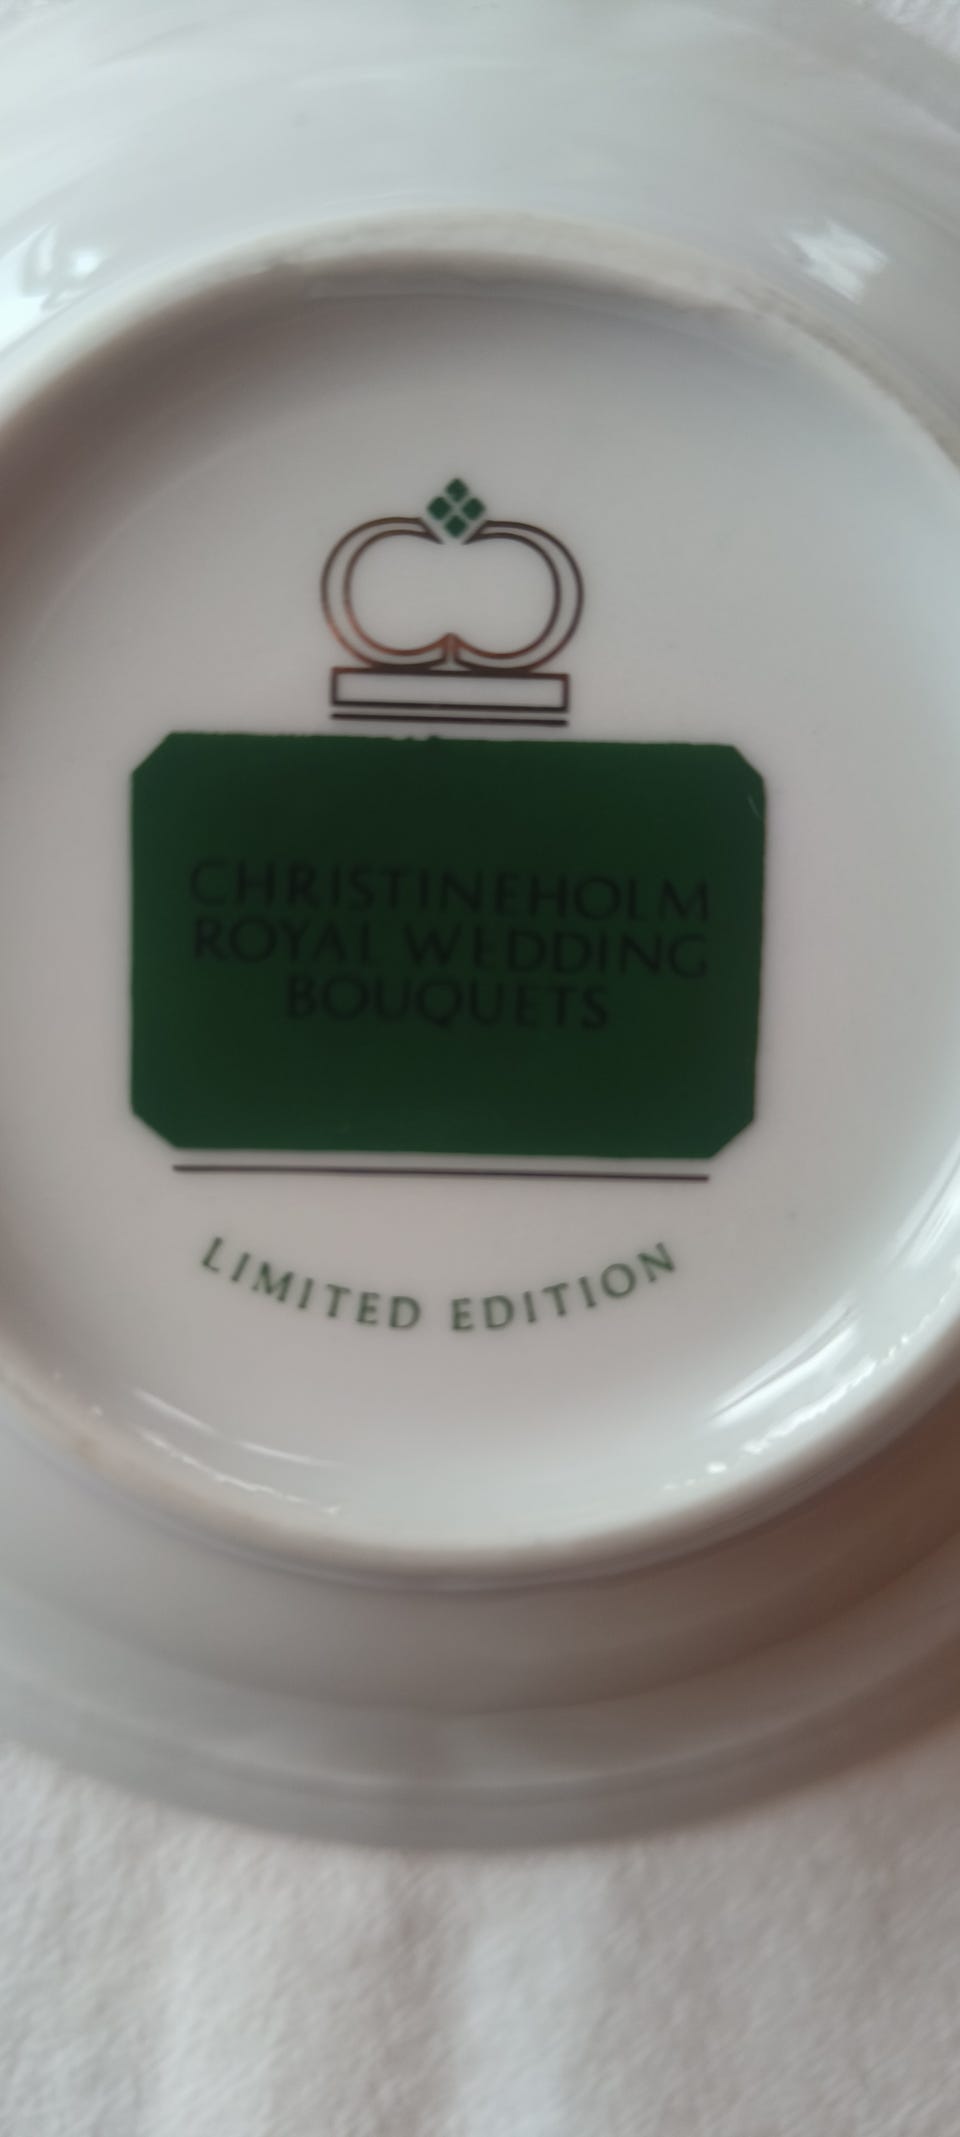 CHRISTINEHOLM
ROYAL WEDDING
BOUQUETS
LIMITED EDITION